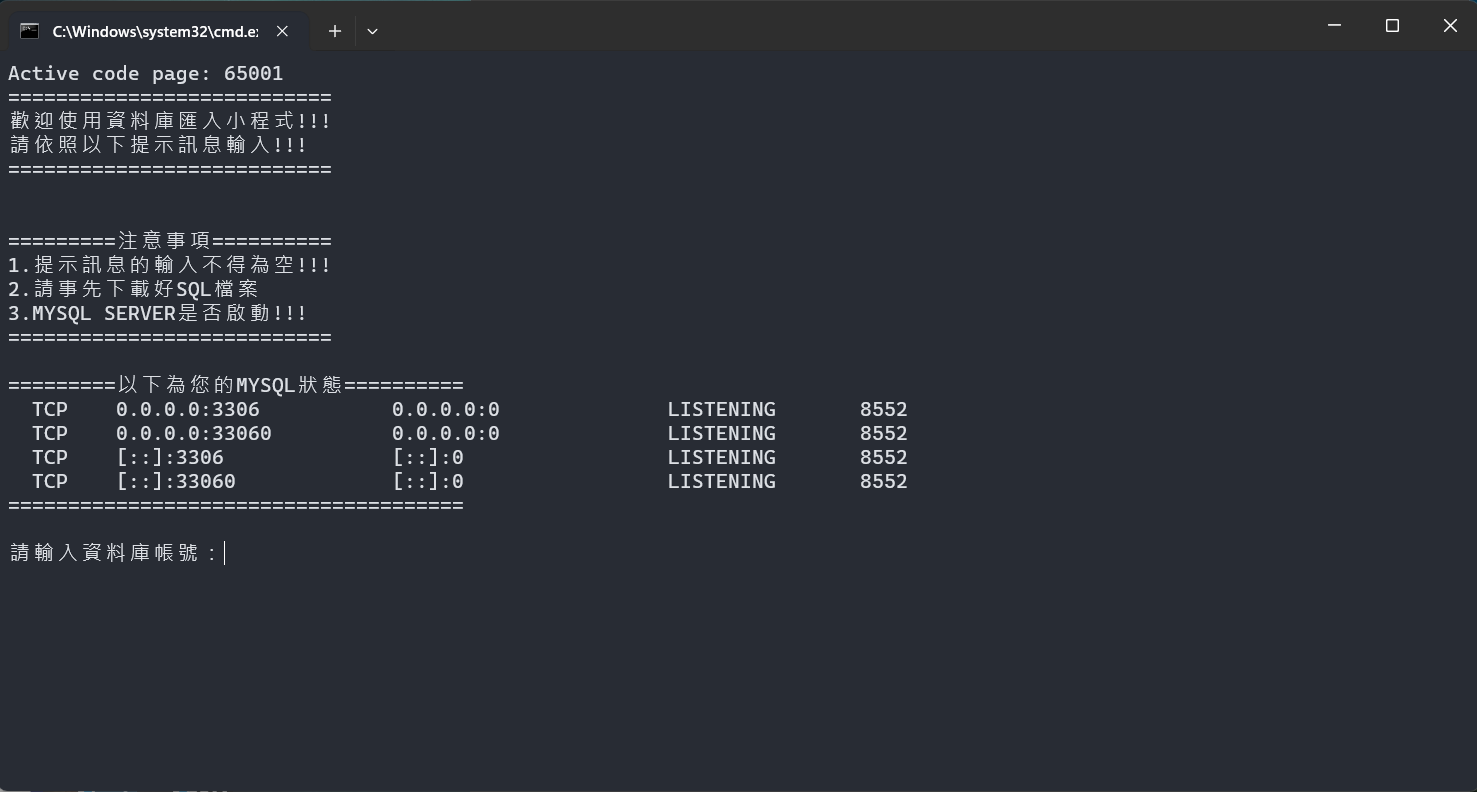 C:\Windows\system32\cmd.e
Active code page: 65001
===========================
歡迎使用資料庫匯入小程式!!!
請依照以下提示訊息輸入!!!
===========================
=========注意事項==========
1.提示訊息的輸入不得為空!!!
2.請事先下載好SQL檔案
3.MYSQL SERVER是否啟動!!!
===========================
=========以下為您的MYSQL狀態==========
TCP    0.0.0.0:3306           0.0.0.0:0              LISTENING       8552
TCP    0.0.0.0:33060          0.0.0.0:0              LISTENING       8552
TCP    [::]:3306              [::]:0                 LISTENING       8552
TCP    [::]:33060             [::]:0                 LISTENING       8552
======================================
請輸入資料庫帳號：